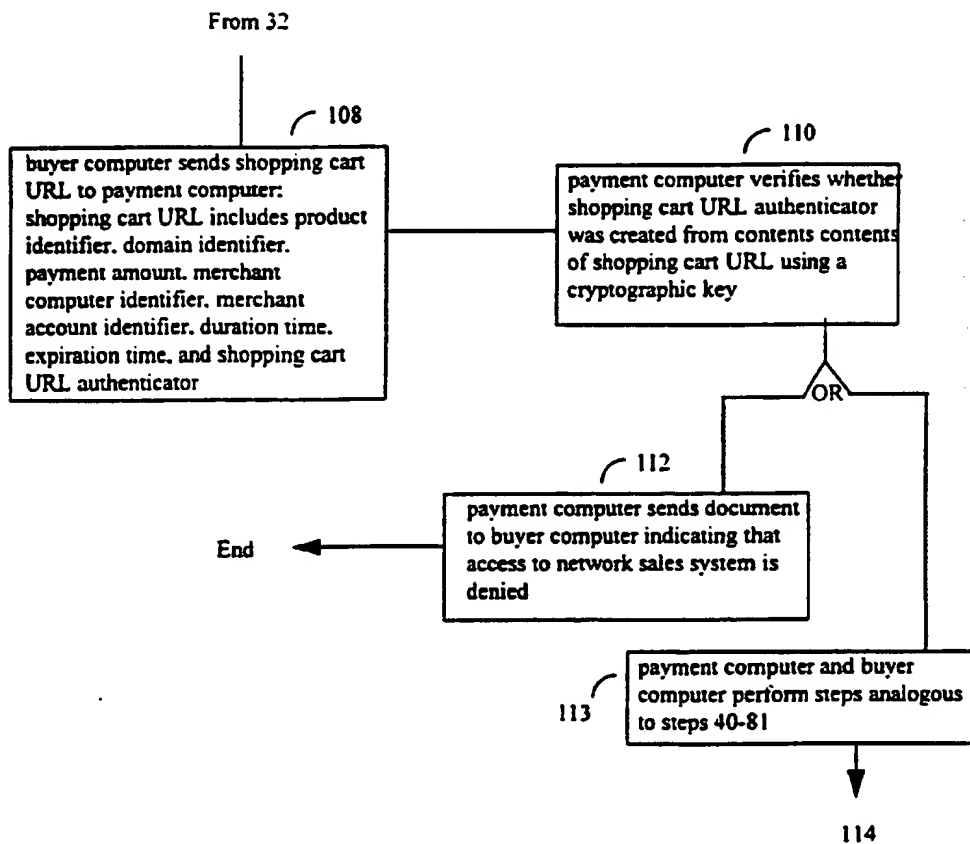 From 32
108
buyer computer sends shopping cart
URL to payment computer:
shopping cart URL includes product
identifier. domain identifier.
payment amount. merchant
computer identifier. merchant
account identifier. duration time.
expiration time. and shopping cart
URL authenticator
110
payment computer verifies whether
shopping cart URL authenticator
was created from contents contents
of shopping cart URL using a
cryptographic key
OR
112
payment computer sends document
to buyer computer indicating that
access to network sales system is
denied
End
113
payment computer and buyer
computer perform steps analogous
to steps 40-81
114